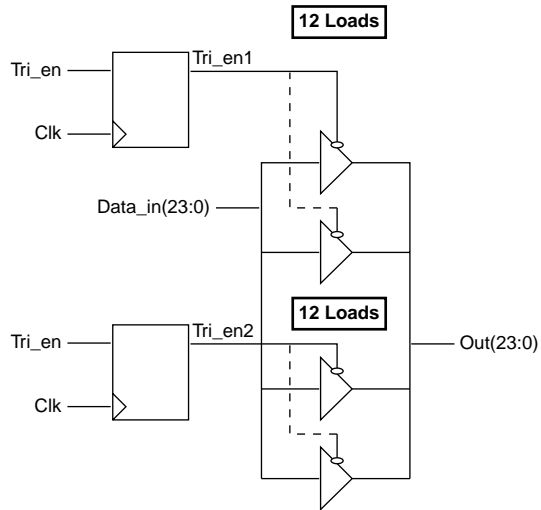 12 Loads
Tri_en1
Tri_en
Clk
Data_in(23:0)
12 Loads
Tri_en2
Tri_en
Out(23:0)
Clk